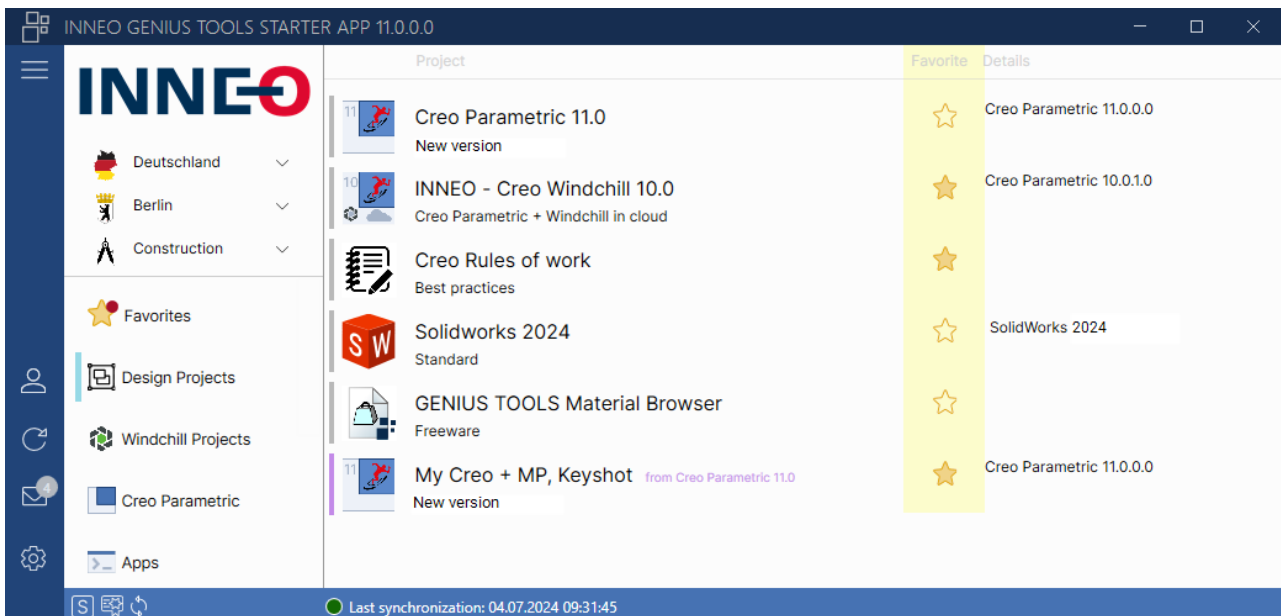 INNEO GENIUS TOOLS STARTER APP 11.0.0.0
INNEO
Deutschland
Berlin
Construction
Favorites
Design Projects
Windchill Projects
Creo Parametric
Apps
4
Project Favorite Details
11
Creo Parametric 11.0
New version
Creo Parametric 11.0.0.0
10
INNEO - Creo Windchill 10.0
Creo Parametric + Windchill in cloud
Creo Parametric 10.0.1.0
Creo Rules of work
Best practices
SW
Solidworks 2024
Standard
SolidWorks 2024
GENIUS TOOLS Material Browser
Freeware
11
My Creo + MP, Keyshot from Creo Parametric 11.0
New version
Creo Parametric 11.0.0.0
S
Last synchronization: 04.07.2024 09:31:45